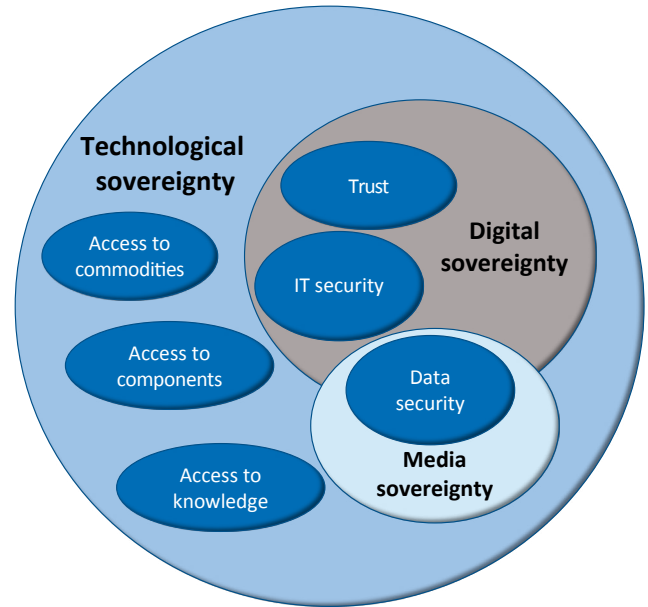 Technological
sovereignty
Trust
Access to
commodities
Digital
sovereignty
IT security
Access to
components
Data
security
Media
sovereignty
Access to
knowledge